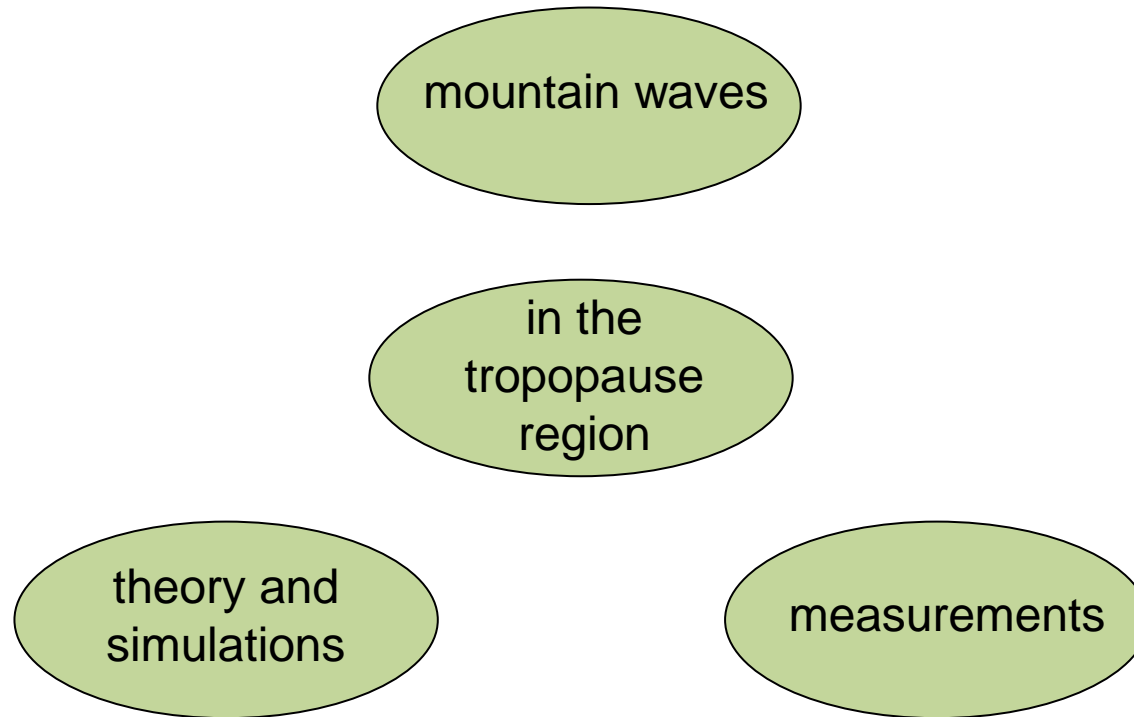 mountain waves
in the
tropopause
region
theory and
simulations
measurements